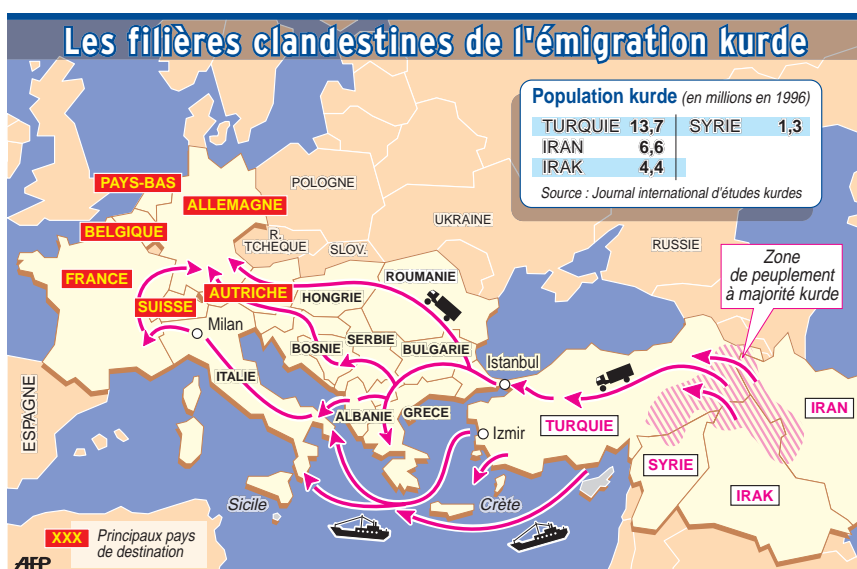 Les filières clandestines de l'émigration kurde
Population kurde (en millions en 1996)
TURQUIE 13,7 SYRIE 1,3
IRAN 6,6
IRAK 4,4
Source : Journal international d'études kurdes
PAYS-BAS
ALLEMAGNE
POLOGNE
BELGIQUE
UKRAINE
R.
TCHEQUE
SLOV.
RUSSIE
Zone
de peuplement
à majorité kurde
FRANCE
ROUMANIE
AUTRICHE
HONGRIE
SUISSE
Milan
SERBIE
BOSNIE
BULGARIE
Istanbul
ITALIE
ESPAGNE
ALBANIE
GRECE
IRAN
TURQUIE
Izmir
SYRIE
IRAK
Sicile
Crète
XXX Principaux pays
de destination
AFP